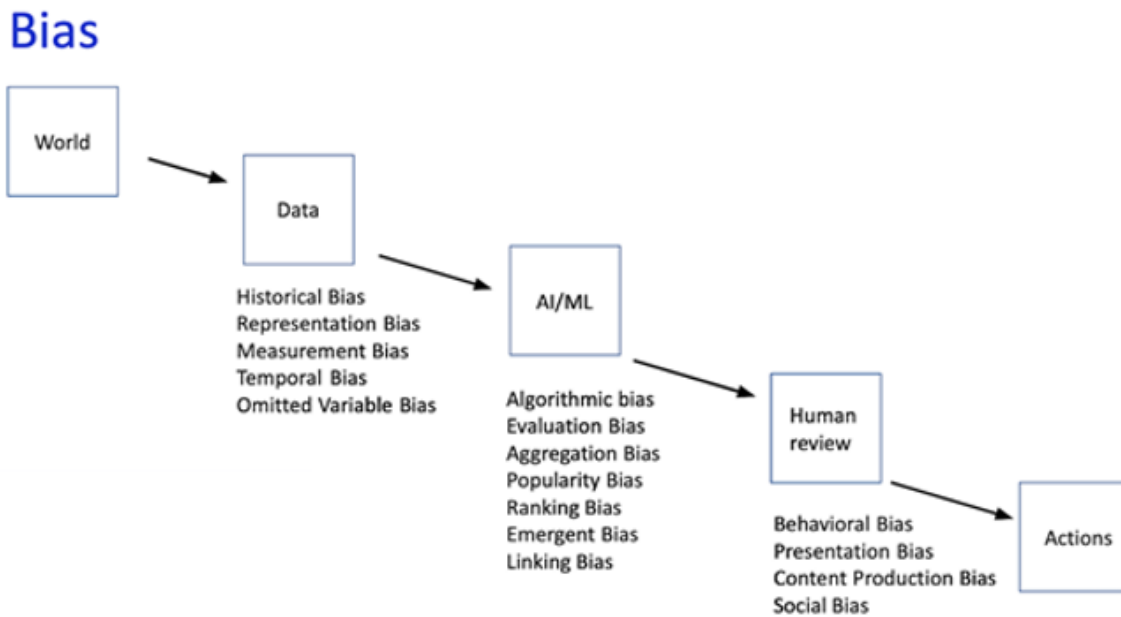 Bias
World
Data
Historical Bias
Representation Bias
Measurement Bias
Temporal Bias
Omitted Variable Bias
AI/ML
Algorithmic bias
Evaluation Bias
Aggregation Bias
Popularity Bias
Ranking Bias
Emergent Bias
Linking Bias
Human
review
Behavioral Bias
Presentation Bias
Content Production Bias
Social Bias
Actions